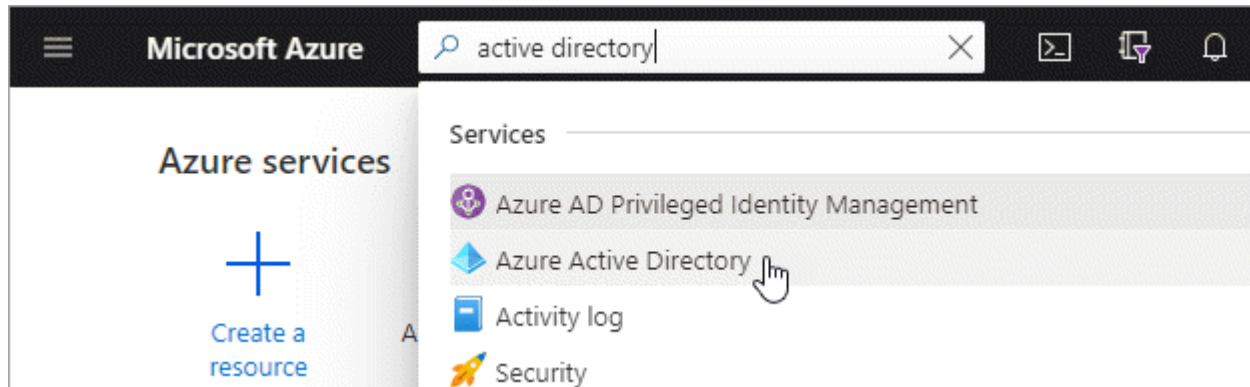 Microsoft Azure
active directory
Azure services
Services
Azure AD Privileged Identity Management
Azure Active Directory
Activity log
Security
Create a
resource
A